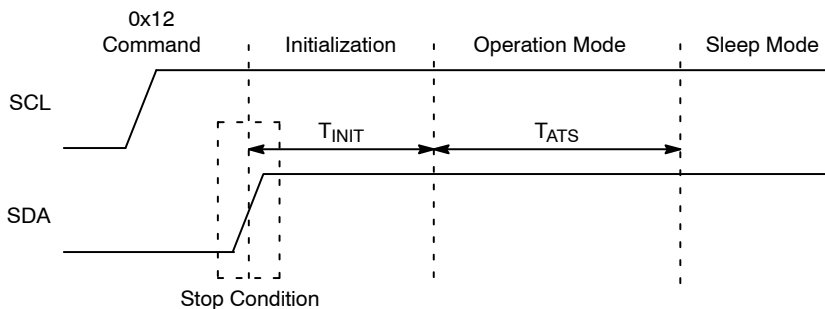 0x12
Command
Initialization
Operation Mode
Sleep Mode
SCL
TINIT
TATS
SDA
Stop Condition